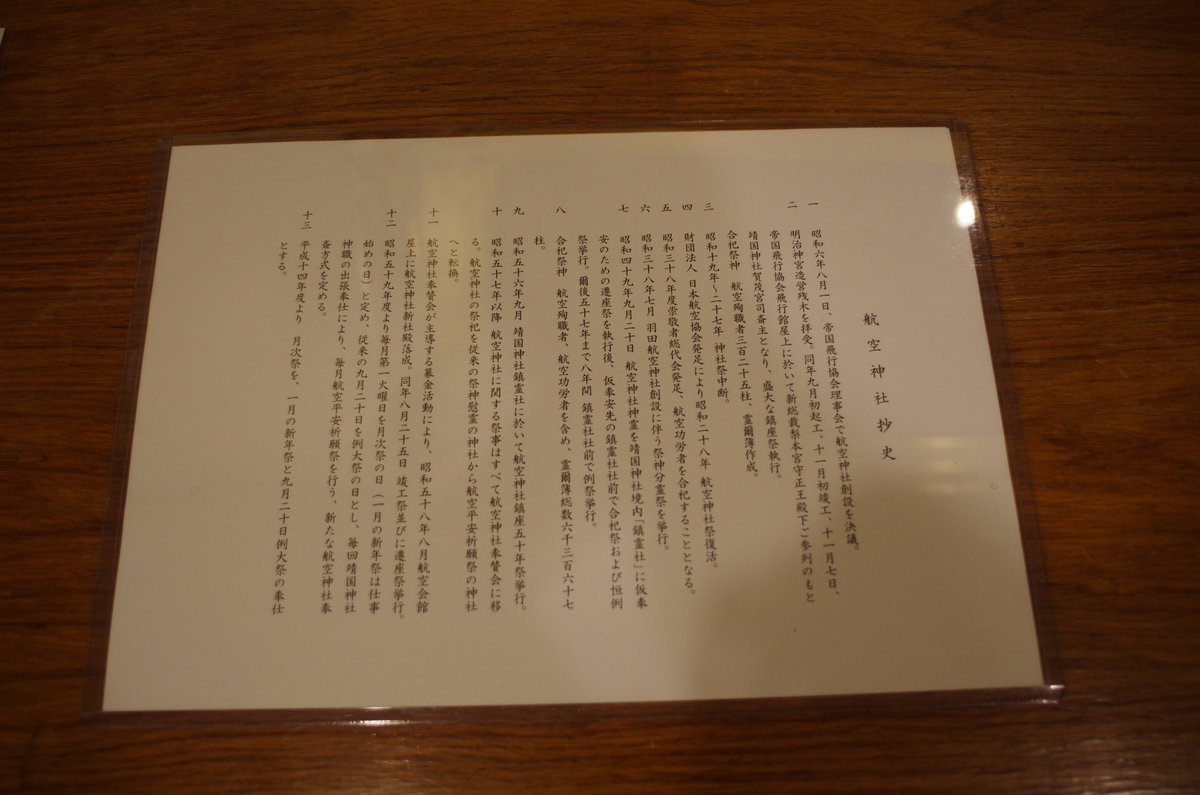 航空神社抄史
一 昭和六年八月一日、帝国飛行協会理事会で航空神社創設を決議。
明治神宮造営残木を拝受。同年九月初起工、十一月初竣工、十一月七日、
二 帝国飛行協会飛行館屋上に於いて新総裁梨本宮守正王殿下ご参列のもと
靖国神社賀茂宮司斎主となり、盛大な鎮座祭執行。
合祀祭神 航空殉職者三百二十五柱、霊爾簿作成。
三 昭和十九年～二十七年 神社祭中断。
四 財団法人 日本航空協会発足により昭和二十八年 航空神社祭復活。
五 昭和三十八年度崇敬者総代会発足、航空功労者を合祀することとなる。
六 昭和三十八年七月 羽田航空神社創設に伴う祭神分霊祭を挙行。
七 昭和四十九年九月二十日 航空神社神霊を靖国神社境内「鎮霊社」に仮奉
安のための遷座祭を執行後、仮奉安先の鎮霊社社前で合祀祭および恒例
祭挙行。爾後五十七年まで八年間 鎮霊社社前で例祭挙行。
八 合祀祭神 航空殉職者、航空功労者を含め、霊爾簿総数六千三百六十七
柱。
九 昭和五十六年九月 靖国神社鎮霊社に於いて航空神社鎮座五十年祭挙行。
十 昭和五十七年以降 航空神社に関する祭事はすべて航空神社奉賛会に移
る。航空神社の祭祀を従来の祭神慰霊の神社から航空平安祈願祭の神社
へと転換。
十一 航空神社奉賛会が主導する募金活動により、昭和五十八年八月航空会館
屋上に航空神社新社殿落成。同年八月二十五日 竣工祭並びに遷座祭挙行。
十二 昭和五十九年度より毎月第一火曜日を月次祭の日（一月の新年祭は仕事
始めの日）と定め、従来の九月二十日を例大祭の日とし、毎回靖国神社
神職の出張奉仕により、毎月航空平安祈願祭を行う、新たな航空神社奉
斎方式を定める。
十三 平成十四年度より 月次祭を、一月の新年祭と九月二十日例大祭の奉仕
とする。